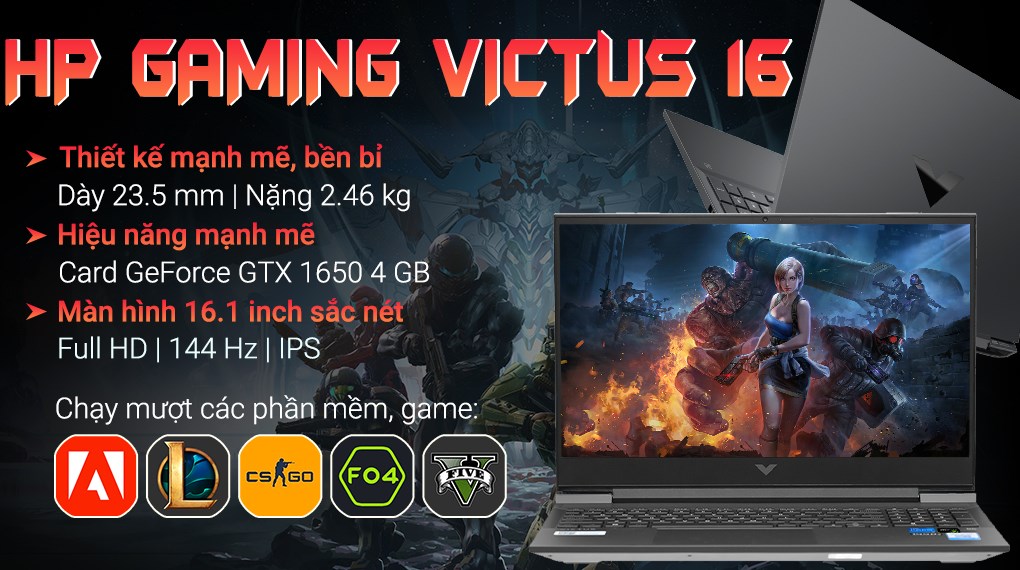 HP GAMING VICTUS 16
➤ Thiết kế mạnh mẽ, bền bỉ
Dày 23.5 mm | Nặng 2.46 kg
➤ Hiệu năng mạnh mẽ
Card GeForce GTX 1650 4 GB
➤ Màn hình 16.1 inch sắc nét
Full HD | 144 Hz | IPS
Chạy mượt các phần mềm, game:
L
CS GO
FO4
V
FIVE